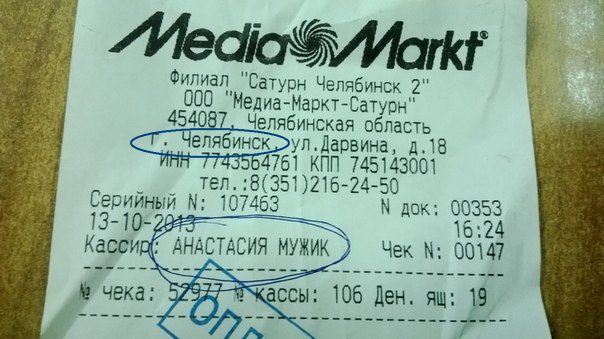 Media Markt®
Филиал "Сатурн Челябинск 2"
ООО "Медиа-Маркт-Сатурн"
454087, Челябинская область
г. Челябинск, ул.Дарвина, д.18
ИНН 7743564761 КПП 745143001
тел.:8(351)216-24-50
Серийный N: 107463 N док: 00353
13-10-2013 16:24
Кассир: АНАСТАСИЯ МУЖИК Чек N: 00147
№ чека: 52977 № кассы: 106 Ден. ящ: 19